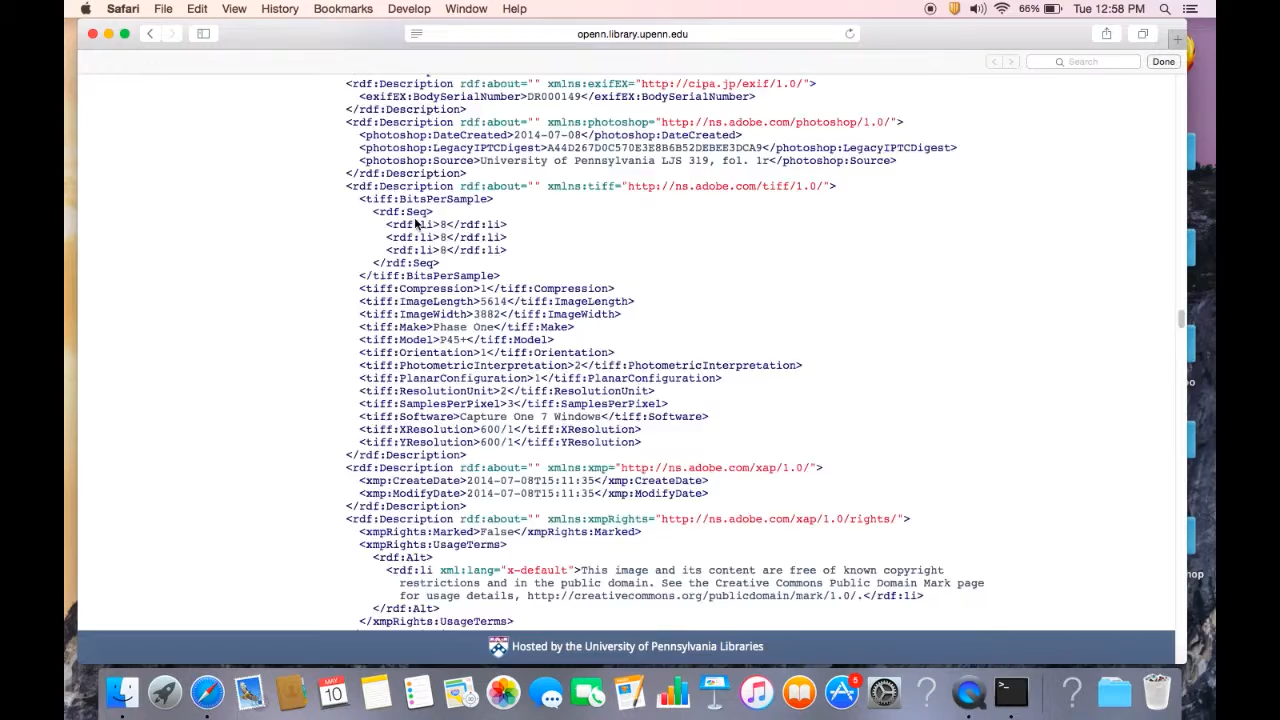 Safari File Edit View History Bookmarks Develop Window Help 66% Tue 12:58 PM
openn.library.upenn.edu
Search Done
<rdf:Description rdf:about="" xmlns:exifEX="http://cipa.jp/exif/1.0/">
<exifEX:BodySerialNumber>DR000149</exifEX:BodySerialNumber>
</rdf:Description>
<rdf:Description rdf:about="" xmlns:photoshop="http://ns.adobe.com/photoshop/1.0/">
<photoshop:DateCreated>2014-07-08</photoshop:DateCreated>
<photoshop:LegacyIPTCDigest>A44D267D0C570E3E8B6B52DEBEE3DCA9</photoshop:LegacyIPTCDigest>
<photoshop:Source>University of Pennsylvania LJS 319, fol. 1r</photoshop:Source>
</rdf:Description>
<rdf:Description rdf:about="" xmlns:tiff="http://ns.adobe.com/tiff/1.0/">
<tiff:BitsPerSample>
<rdf:Seq>
<rdf:li>8</rdf:li>
<rdf:li>8</rdf:li>
<rdf:li>8</rdf:li>
</rdf:Seq>
</tiff:BitsPerSample>
<tiff:Compression>1</tiff:Compression>
<tiff:ImageLength>5614</tiff:ImageLength>
<tiff:ImageWidth>3882</tiff:ImageWidth>
<tiff:Make>Phase One</tiff:Make>
<tiff:Model>P45+</tiff:Model>
<tiff:Orientation>1</tiff:Orientation>
<tiff:PhotometricInterpretation>2</tiff:PhotometricInterpretation>
<tiff:PlanarConfiguration>1</tiff:PlanarConfiguration>
<tiff:ResolutionUnit>2</tiff:ResolutionUnit>
<tiff:SamplesPerPixel>3</tiff:SamplesPerPixel>
<tiff:Software>Capture One 7 Windows</tiff:Software>
<tiff:XResolution>600/1</tiff:XResolution>
<tiff:YResolution>600/1</tiff:YResolution>
</rdf:Description>
<rdf:Description rdf:about="" xmlns:xmp="http://ns.adobe.com/xap/1.0/">
<xmp:CreateDate>2014-07-08T15:11:35</xmp:CreateDate>
<xmp:ModifyDate>2014-07-08T15:11:35</xmp:ModifyDate>
</rdf:Description>
<rdf:Description rdf:about="" xmlns:xmpRights="http://ns.adobe.com/xap/1.0/rights/">
<xmpRights:Marked>False</xmpRights:Marked>
<xmpRights:UsageTerms>
<rdf:Alt>
<rdf:li xml:lang="x-default">This image and its content are free of known copyright
restrictions and in the public domain. See the Creative Commons Public Domain Mark page
for usage details, http://creativecommons.org/publicdomain/mark/1.0/.</rdf:li>
</rdf:Alt>
</xmpRights:UsageTerms>
Hosted by the University of Pennsylvania Libraries
MAY
10
5